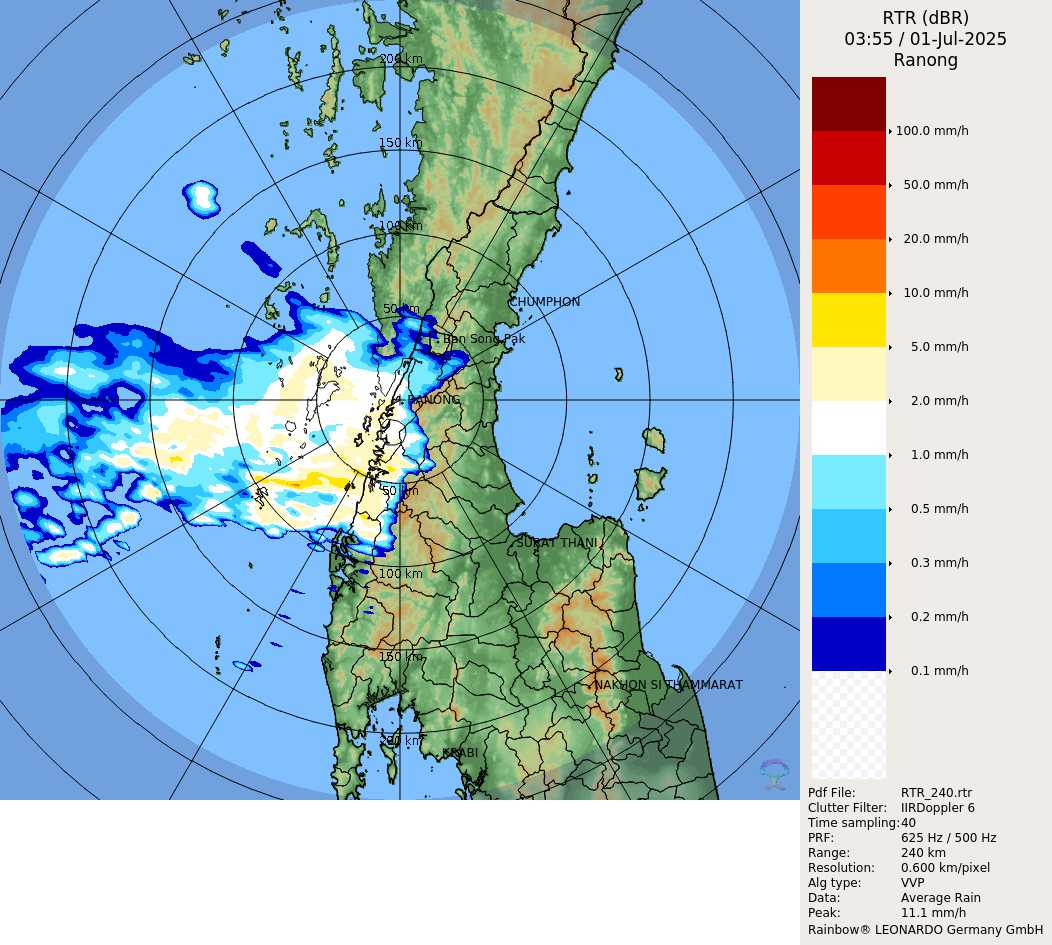 RTR (dBR)
03:55 / 01-Jul-2025
Ranong
100.0 mm/h
50.0 mm/h
20.0 mm/h
10.0 mm/h
5.0 mm/h
2.0 mm/h
1.0 mm/h
0.5 mm/h
0.3 mm/h
0.2 mm/h
0.1 mm/h
Pdf File: RTR_240.rtr
Clutter Filter: IIRDoppler 6
Time sampling: 40
PRF: 625 Hz / 500 Hz
Range: 240 km
Resolution: 0.600 km/pixel
Alg type: VVP
Data: Average Rain
Peak: 11.1 mm/h
Rainbow® LEONARDO Germany GmbH
200 km
150 km
100 km
CHUMPHON
50 km
Ban Song Pak
RANONG
50 km
SURAT THANI
100 km
150 km
NAKHON SI THAMMARAT
200 km
KRABI